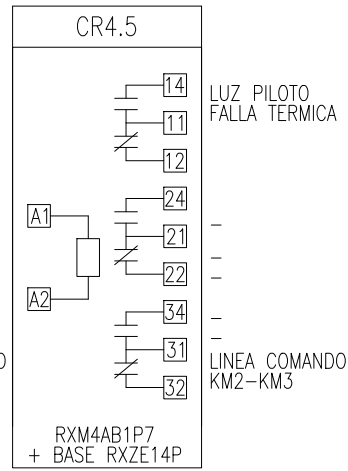 CR4.5
14
LUZ PILOTO
FALLA TERMICA
11
12
24
A1
21
22
A2
34
31
LINEA COMANDO
KM2-KM3
32
O
RXM4AB1P7
+ BASE RXZE14P